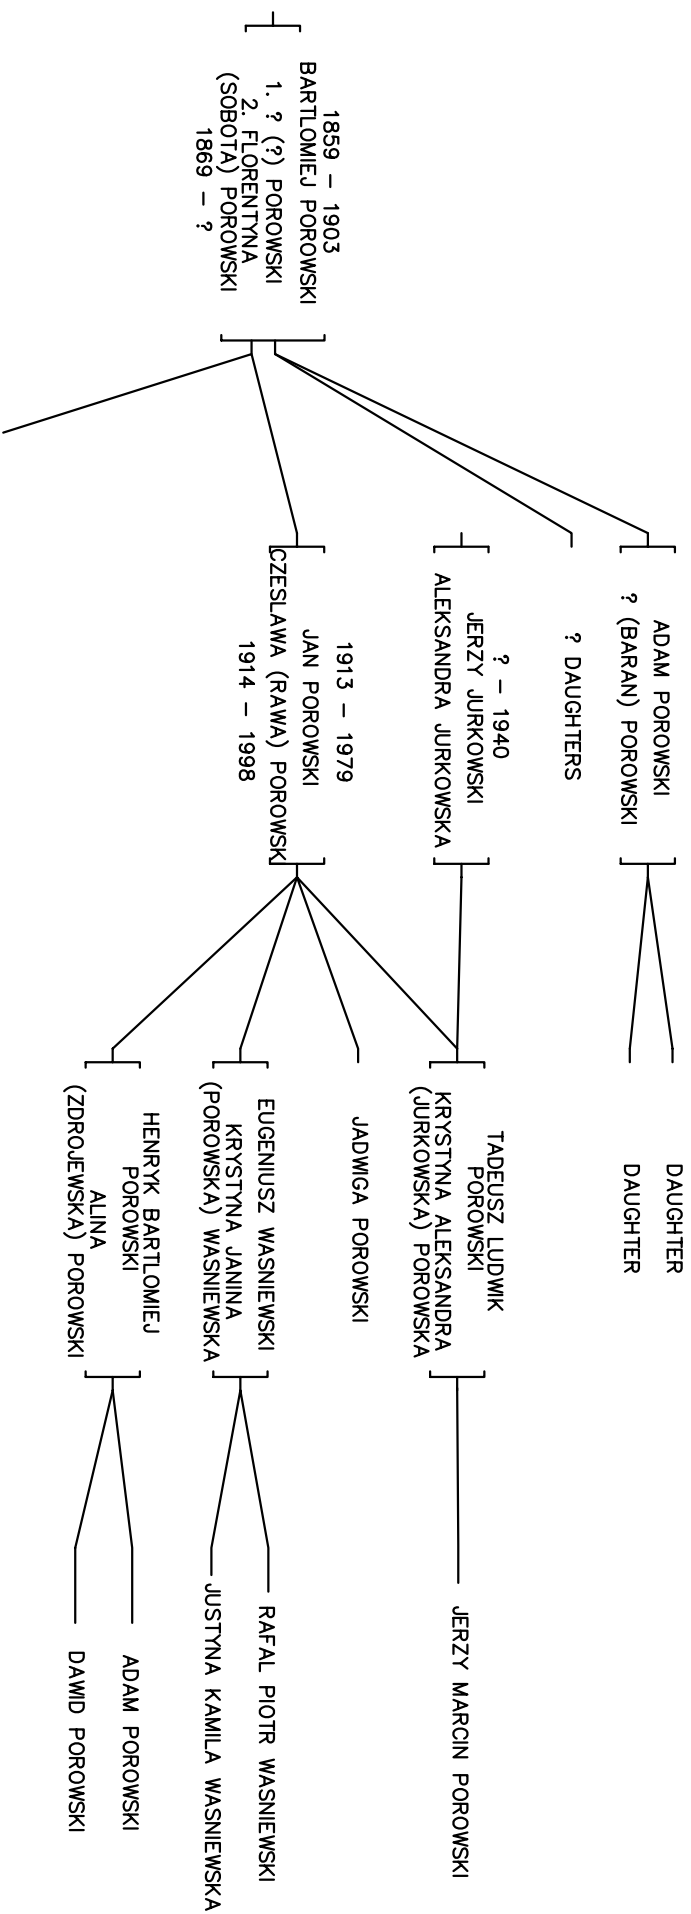 1859 – 1903
BARTLOMIEJ POROWSKI
1. ? (?) POROWSKI
2. FLORENTYNA
(SOBOTA) POROWSKI
1869 – ?
ADAM POROWSKI
? (BARAN) POROWSKI
? DAUGHTERS
? – 1940
JERZY JURKOWSKI
ALEKSANDRA JURKOWSKA
1913 – 1979
JAN POROWSKI
CZESLAWA (RAWA) POROWSK
1914 – 1998
DAUGHTER
DAUGHTER
TADEUSZ LUDWIK
POROWSKI
KRYSTYNA ALEKSANDRA
(JURKOWSKA) POROWSKA
JADWIGA POROWSKI
EUGENIUSZ WASNIEWSKI
KRYSTYNA JANINA
(POROWSKA) WASNIEWSKA
HENRYK BARTLOMIEJ
POROWSKI
ALINA
(ZDROJEWSKA) POROWSKI
JERZY MARCIN POROWSKI
RAFAL PIOTR WASNIEWSKI
JUSTYNA KAMILA WASNIEWSKA
ADAM POROWSKI
DAWID POROWSKI